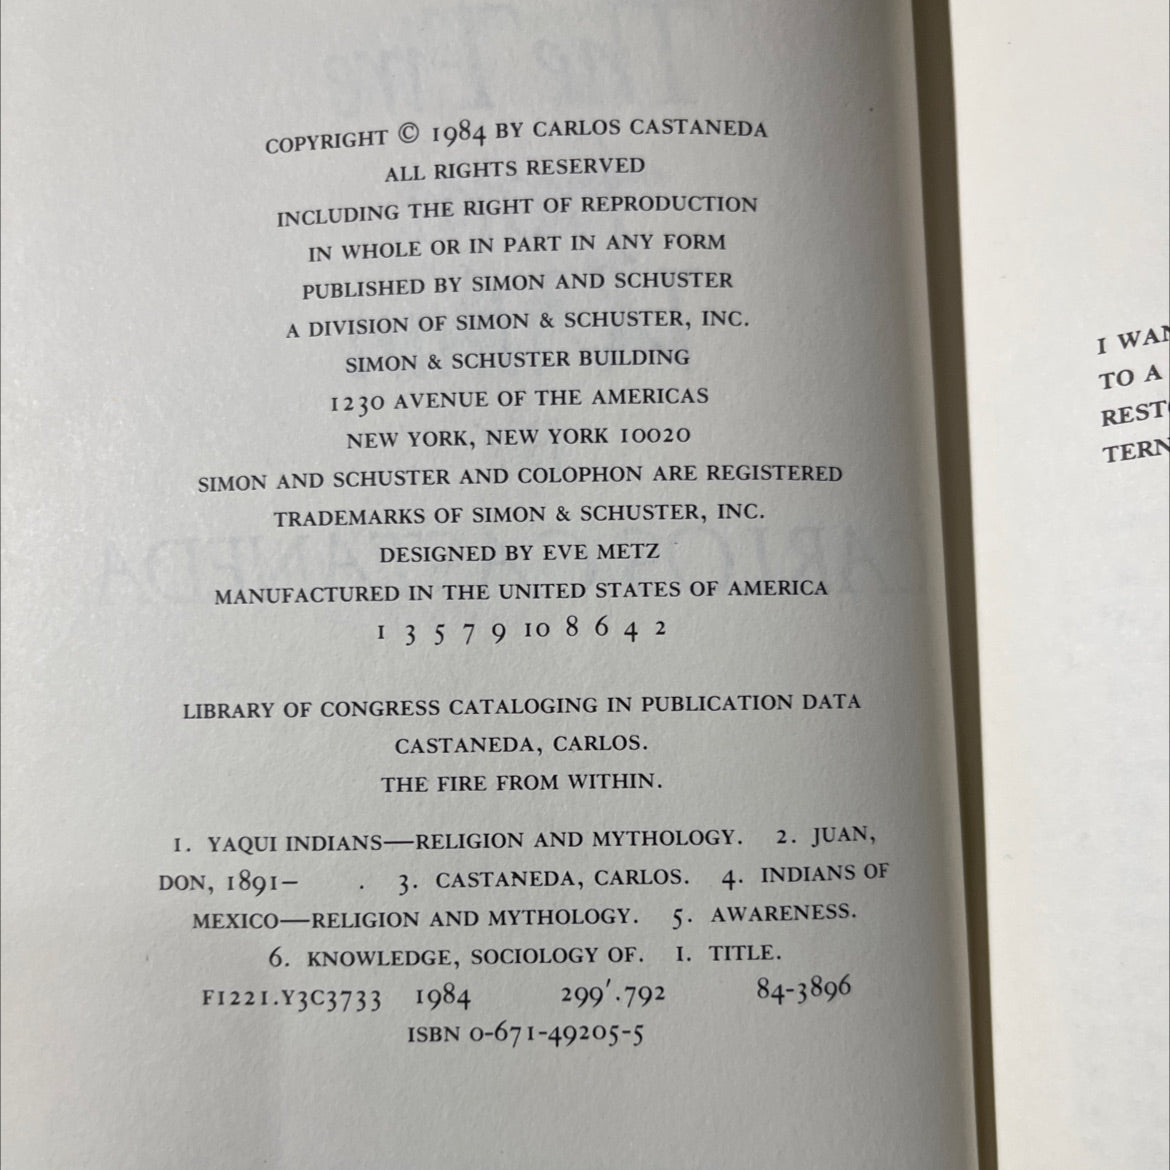 COPYRIGHT © 1984 BY CARLOS CASTANEDA
ALL RIGHTS RESERVED
INCLUDING THE RIGHT OF REPRODUCTION
IN WHOLE OR IN PART IN ANY FORM
PUBLISHED BY SIMON AND SCHUSTER
A DIVISION OF SIMON & SCHUSTER, INC.
SIMON & SCHUSTER BUILDING
1230 AVENUE OF THE AMERICAS
NEW YORK, NEW YORK 10020
SIMON AND SCHUSTER AND COLOPHON ARE REGISTERED
TRADEMARKS OF SIMON & SCHUSTER, INC.
DESIGNED BY EVE METZ
MANUFACTURED IN THE UNITED STATES OF AMERICA
1 3 5 7 9 10 8 6 4 2
LIBRARY OF CONGRESS CATALOGING IN PUBLICATION DATA
CASTANEDA, CARLOS.
THE FIRE FROM WITHIN.
1. YAQUI INDIANS—RELIGION AND MYTHOLOGY. 2. JUAN,
DON, 1891– . 3. CASTANEDA, CARLOS. 4. INDIANS OF
MEXICO—RELIGION AND MYTHOLOGY. 5. AWARENESS.
6. KNOWLEDGE, SOCIOLOGY OF. I. TITLE.
F1221.Y3C3733 1984 299'.792 84-3896
ISBN 0-671-49205-5
I WAN
TO A
REST
TERN